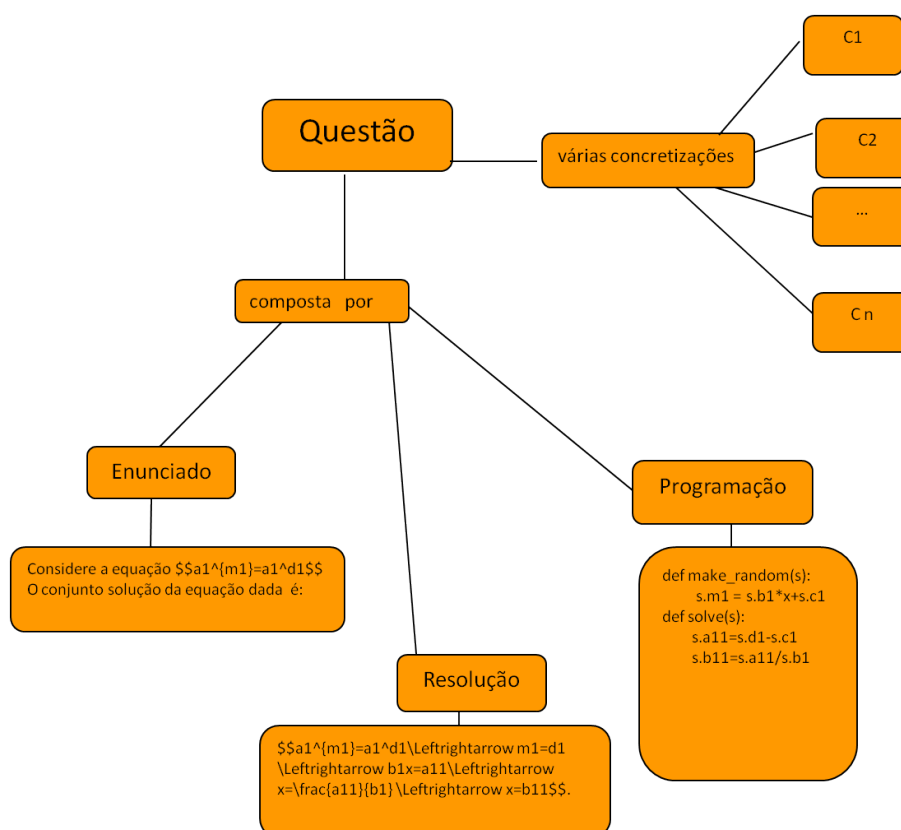 Questão
várias concretizações
C1
C2
...
C n
composta por
Enunciado
Considere a equação $$a1^{m1}=a1^d1$$
O conjunto solução da equação dada é:
Resolução
$$a1^{m1}=a1^d1\Leftrightarrow m1=d1
\Leftrightarrow b1x=a11\Leftrightarrow
x=\frac{a11}{b1}\Leftrightarrow x=b11$$.
Programação
def make_random(s):
s.m1 = s.b1*x+s.c1
def solve(s):
s.a11=s.d1-s.c1
s.b11=s.a11/s.b1